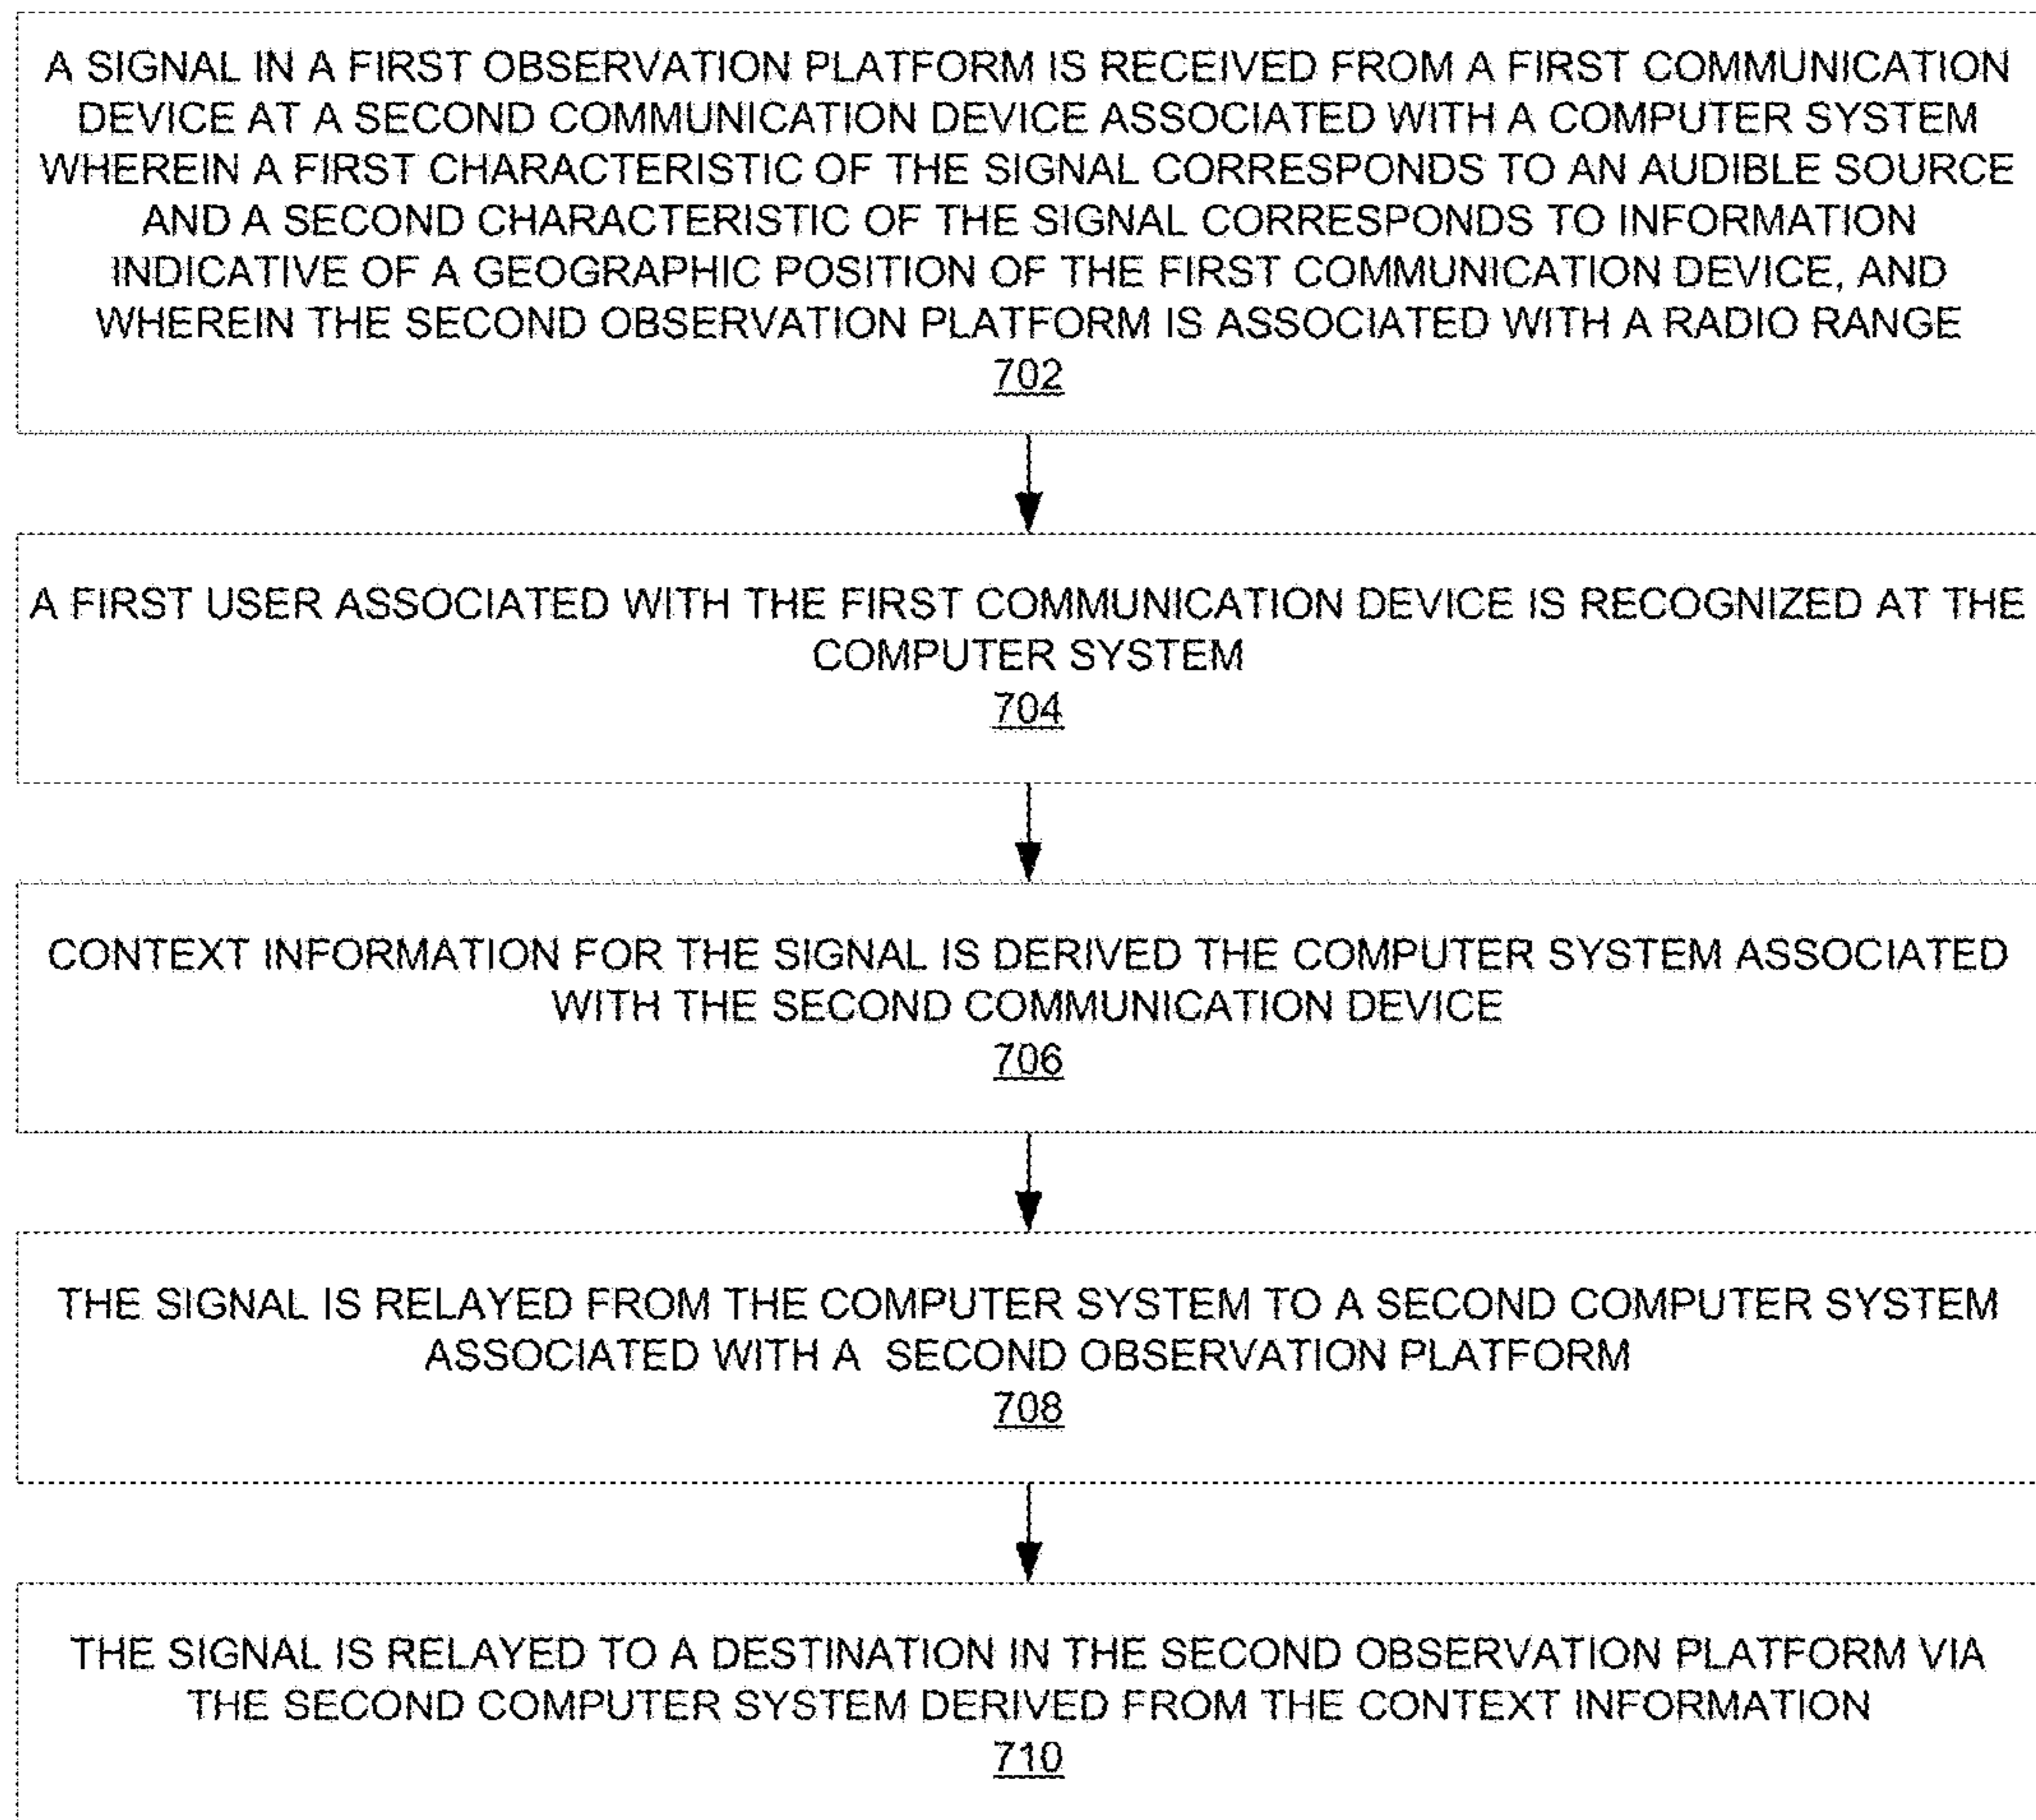 A SIGNAL IN A FIRST OBSERVATION PLATFORM IS RECEIVED FROM A FIRST COMMUNICATION
DEVICE AT A SECOND COMMUNICATION DEVICE ASSOCIATED WITH A COMPUTER SYSTEM
WHEREIN A FIRST CHARACTERISTIC OF THE SIGNAL CORRESPONDS TO AN AUDIBLE SOURCE
AND A SECOND CHARACTERISTIC OF THE SIGNAL CORRESPONDS TO INFORMATION
INDICATIVE OF A GEOGRAPHIC POSITION OF THE FIRST COMMUNICATION DEVICE, AND
WHEREIN THE SECOND OBSERVATION PLATFORM IS ASSOCIATED WITH A RADIO RANGE
702
A FIRST USER ASSOCIATED WITH THE FIRST COMMUNICATION DEVICE IS RECOGNIZED AT THE
COMPUTER SYSTEM
704
CONTEXT INFORMATION FOR THE SIGNAL IS DERIVED THE COMPUTER SYSTEM ASSOCIATED
WITH THE SECOND COMMUNICATION DEVICE
706
THE SIGNAL IS RELAYED FROM THE COMPUTER SYSTEM TO A SECOND COMPUTER SYSTEM
ASSOCIATED WITH A SECOND OBSERVATION PLATFORM
708
THE SIGNAL IS RELAYED TO A DESTINATION IN THE SECOND OBSERVATION PLATFORM VIA
THE SECOND COMPUTER SYSTEM DERIVED FROM THE CONTEXT INFORMATION
710